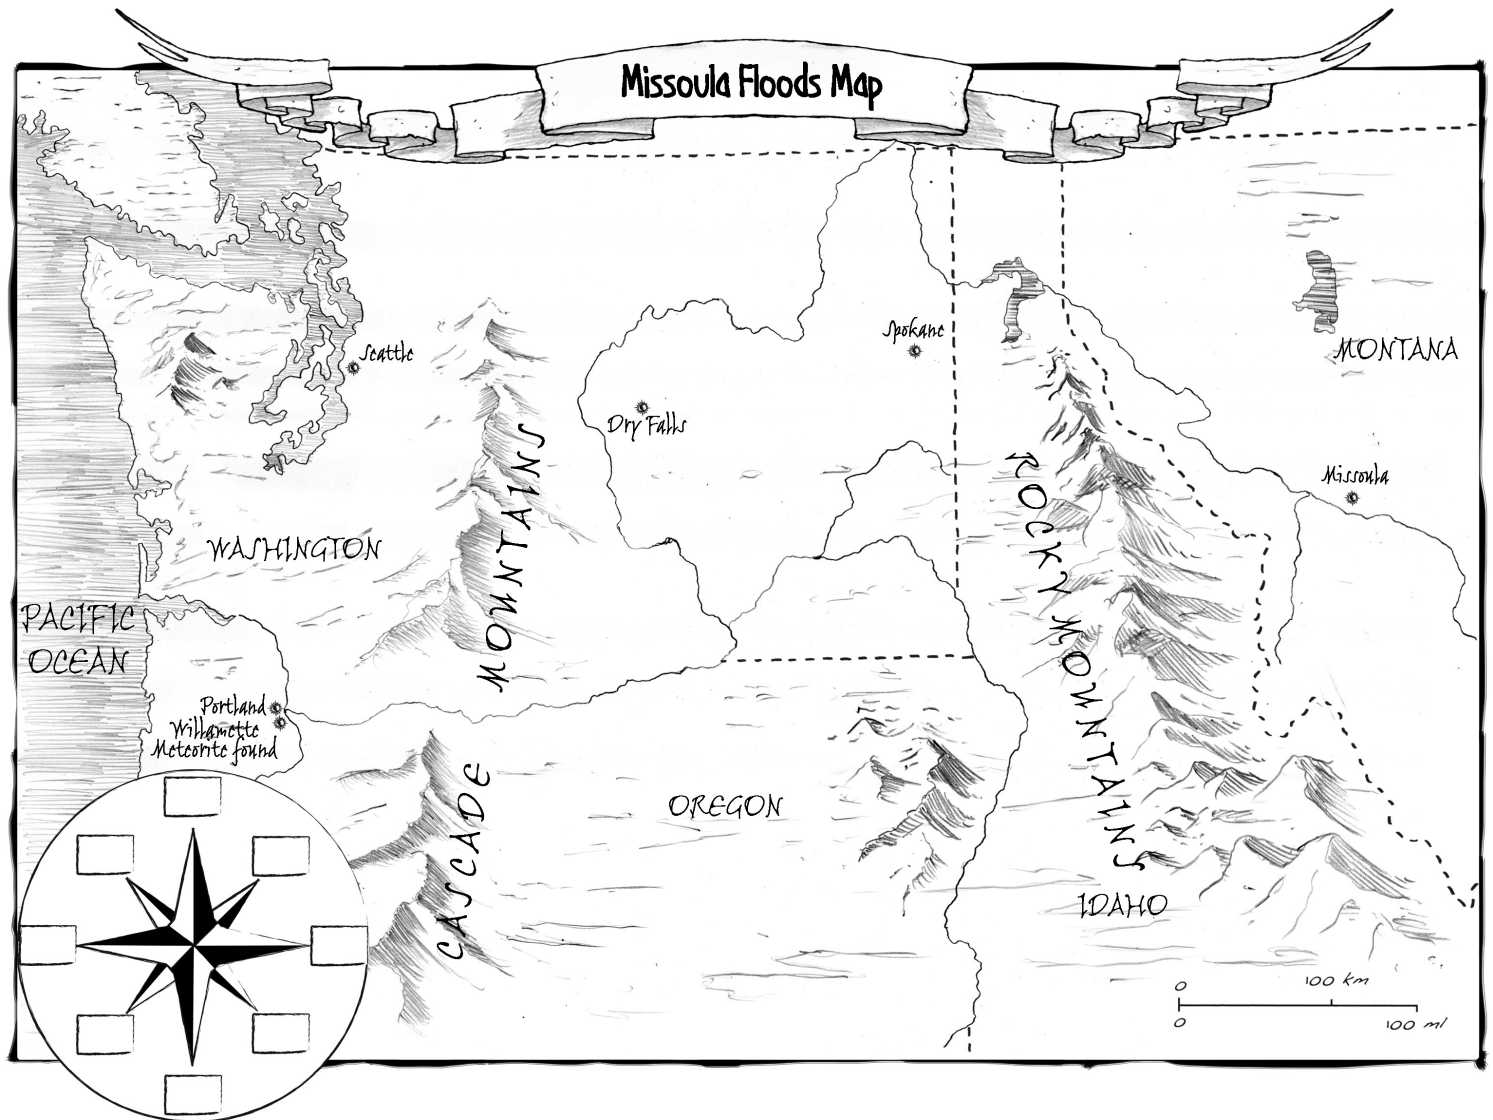 Missoula Floods Map
Spokane
Seattle
MONTANA
Dry Falls
Missoula
WASHINGTON
CASCADE MOUNTAINS
ROCKY MOUNTAINS
PACIFIC
OCEAN
Portland
Willamette
Meteorite found
OREGON
IDAHO
0 100 km
0 100 mi